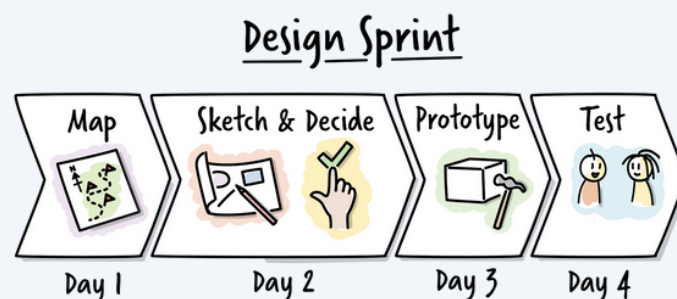 Design Sprint
Map
Sketch & Decide
Prototype
Test
N
Day 1
Day 2
Day 3
Day 4